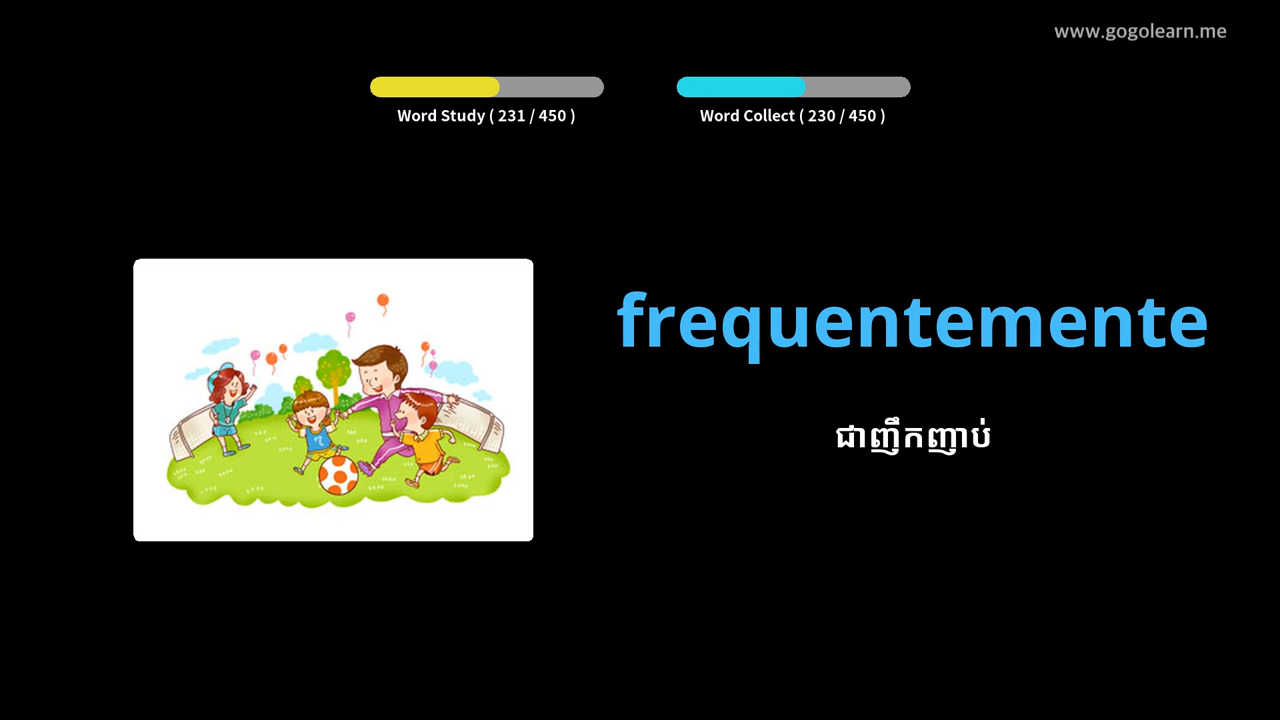 www.gogolearn.me
Word Study ( 231 / 450 )
Word Collect ( 230 / 450 )
frequentemente
ជាញឹកញាប់